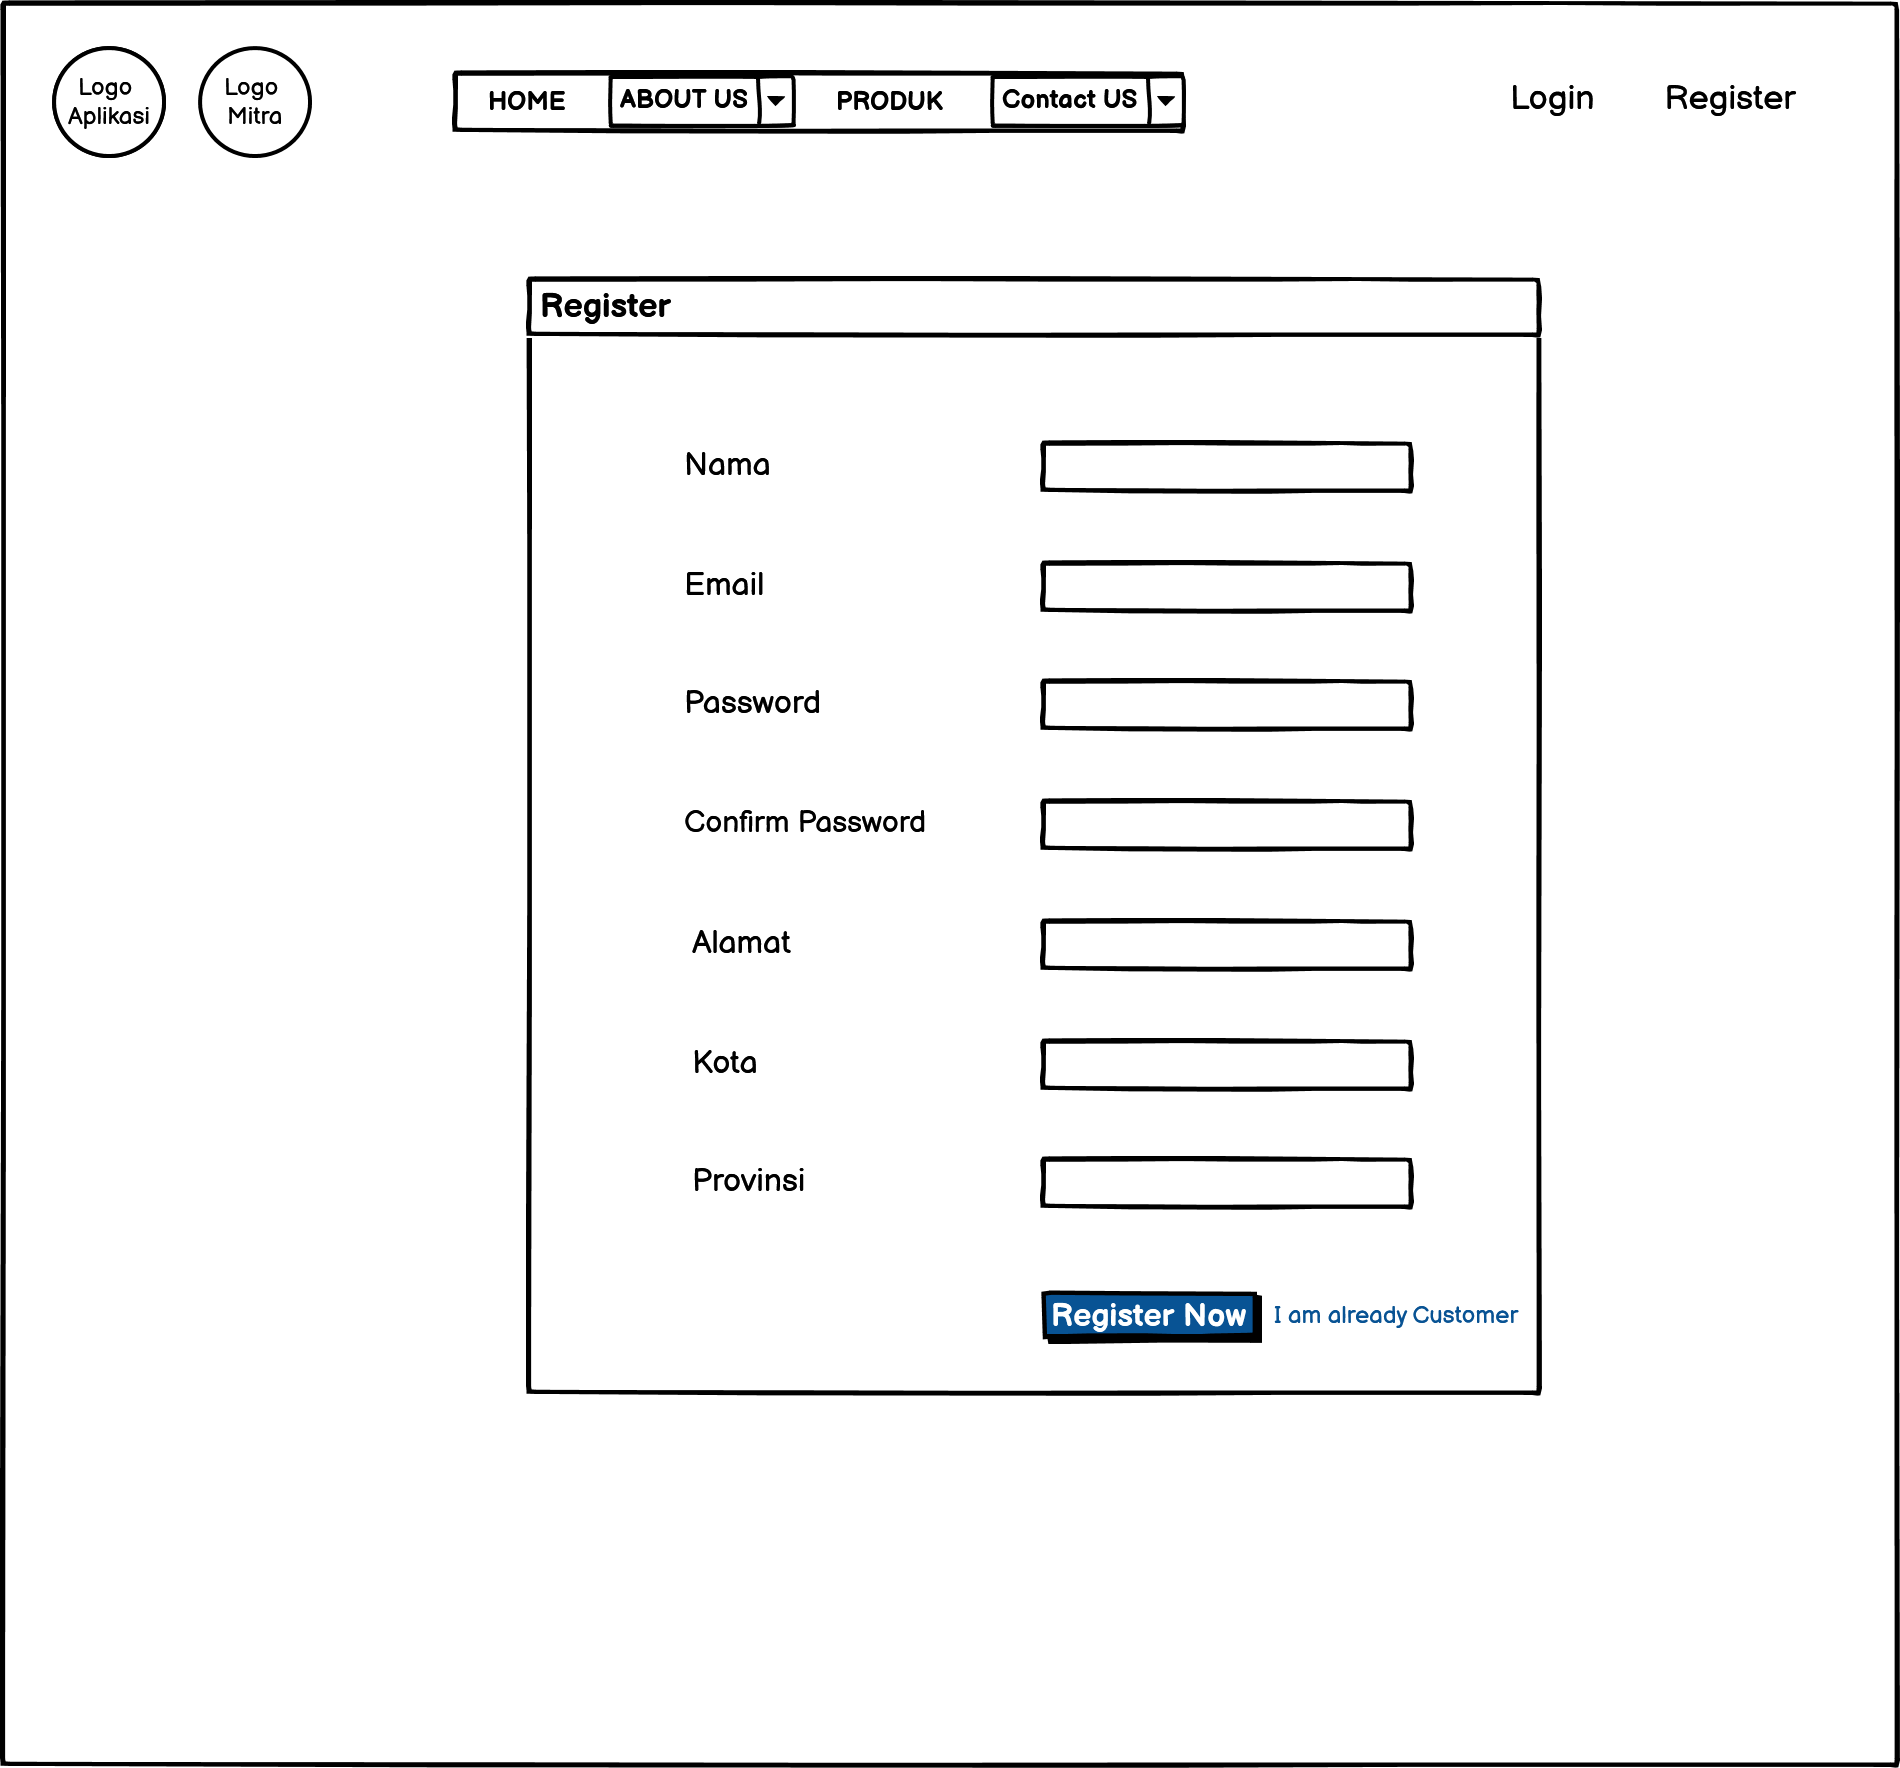 Logo
Aplikasi
Logo
Mitra
HOME
ABOUT US
PRODUK
Contact US
Login
Register
Register
Nama
Email
Password
Confirm Password
Alamat
Kota
Provinsi
Register Now
I am already Customer